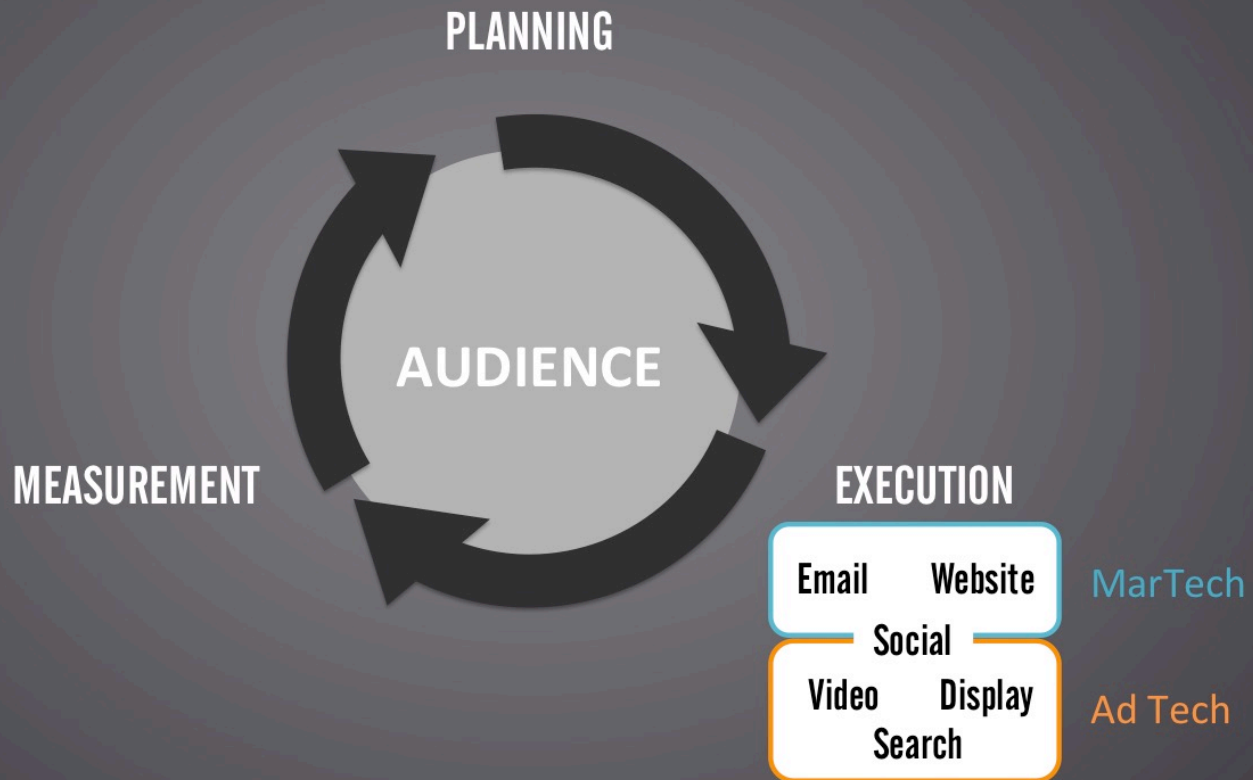 PLANNING
AUDIENCE
MEASUREMENT
EXECUTION
Email Website
MarTech
Social
Video Display
Ad Tech
Search